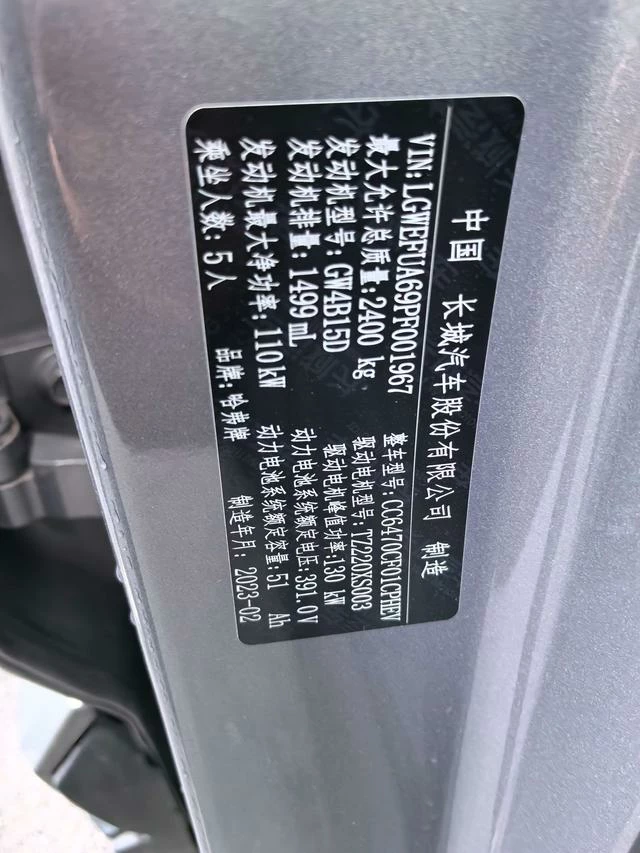 中国 长城汽车股份有限公司 制造
VIN:LGWEFUA69PF001967
整车型号:CC6470CF01CPHEV
最大允许总质量:2400 kg
驱动电机型号:TZ220XS003
发动机型号:GW4B15D
驱动电机峰值功率:130 kW
发动机排量:1499 mL
动力电池系统额定电压:391.0V
发动机最大净功率:110kW
动力电池系统额定容量:51 Ah
乘坐人数:5人
品牌:哈弗牌
制造年月:2023-02